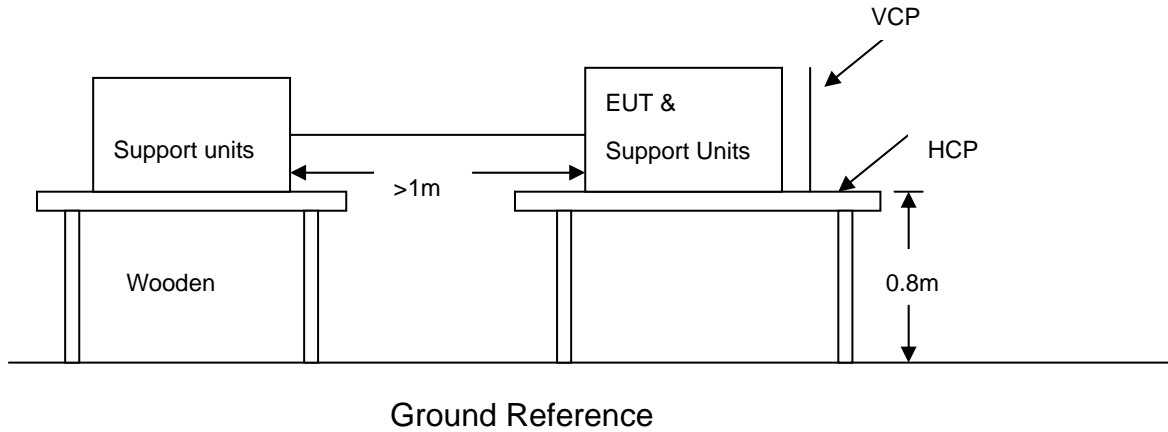 VCP
EUT &
Support Units
Support units
HCP
>1m
Wooden
0.8m
Ground Reference